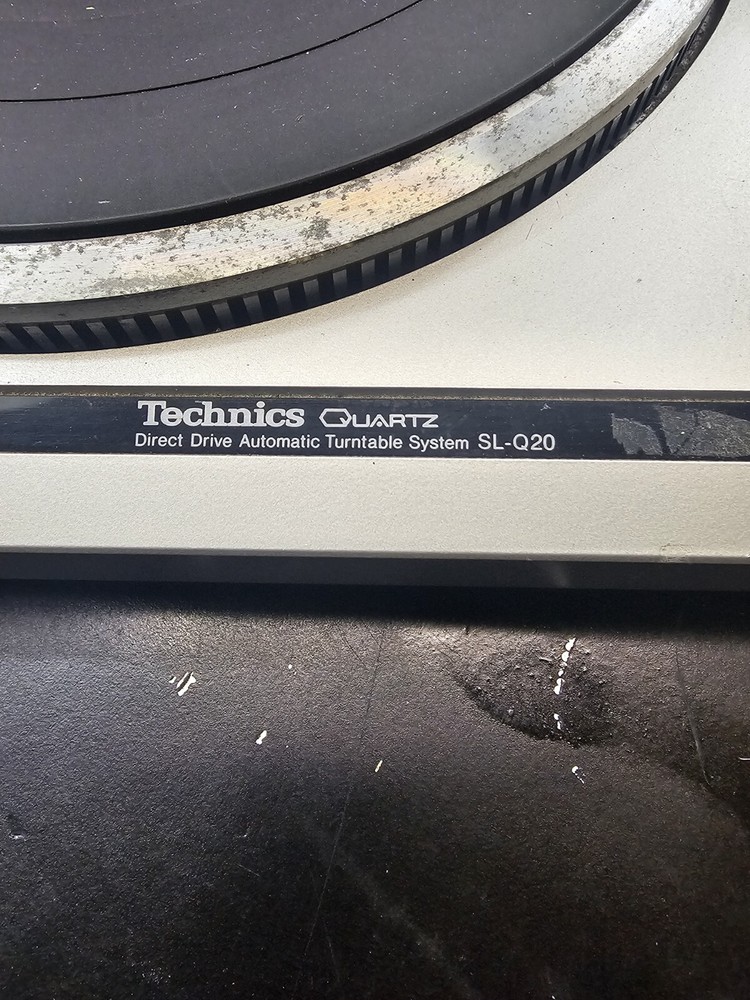 Technics QUARTZ
Direct Drive Automatic Turntable System SL-Q20